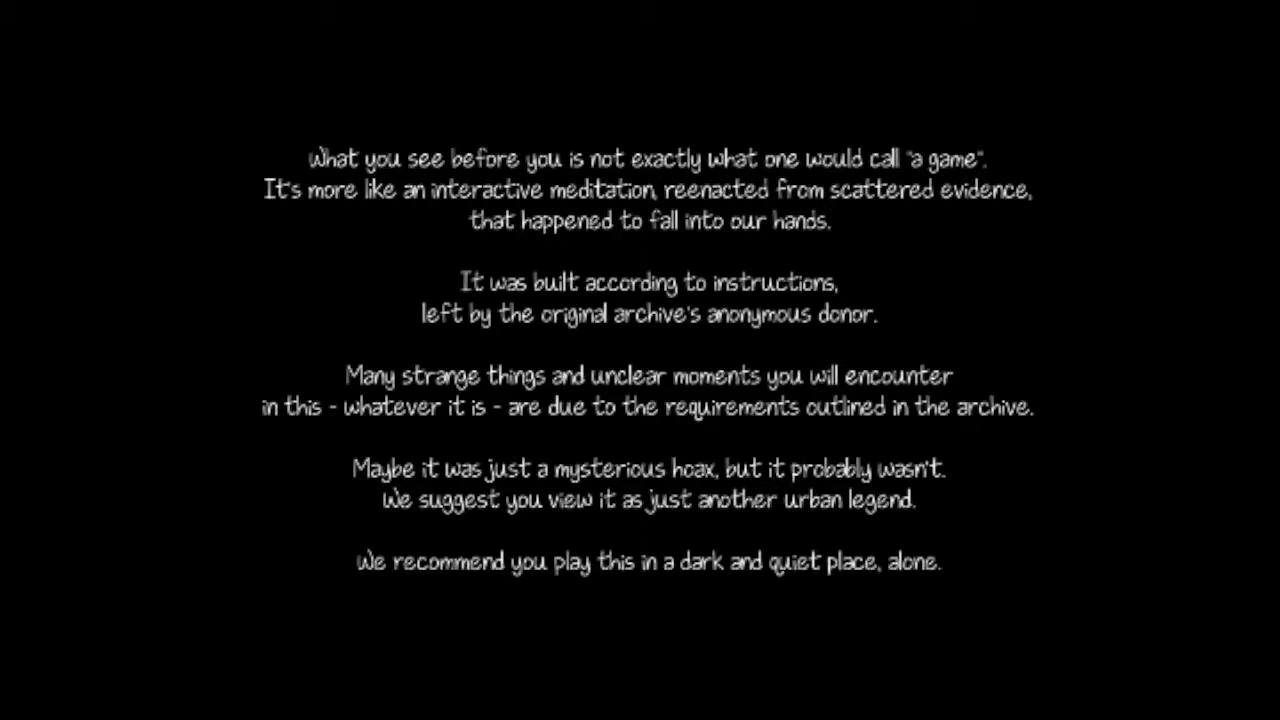 What you see before you is not exactly what one would call "a game".
It's more like an interactive meditation, reenacted from scattered evidence,
that happened to fall into our hands.
It was built according to instructions,
left by the original archive's anonymous donor.
Many strange things and unclear moments you will encounter
in this - whatever it is - are due to the requirements outlined in the archive.
Maybe it was just a mysterious hoax, but it probably wasn't.
We suggest you view it as just another urban legend.
We recommend you play this in a dark and quiet place, alone.